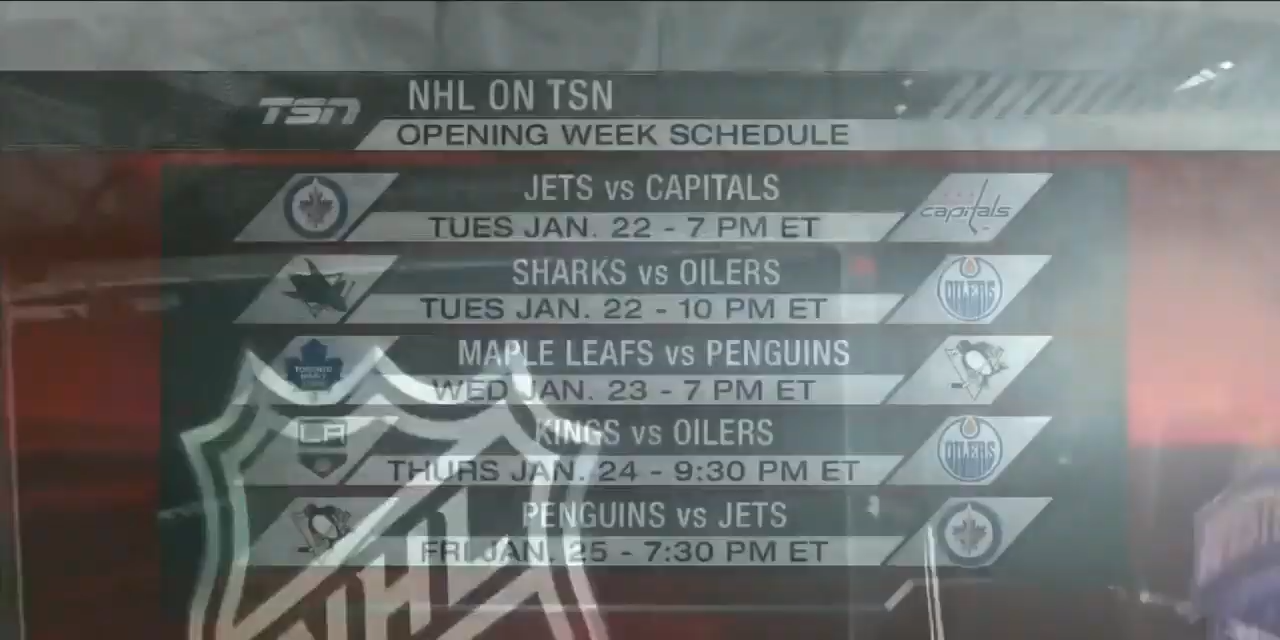 TSN
NHL ON TSN
OPENING WEEK SCHEDULE
JETS vs CAPITALS
TUES JAN. 22 - 7 PM ET
capitals
SHARKS vs OILERS
TUES JAN. 22 - 10 PM ET
OILERS
TORONTO
MAPLE LEAFS vs PENGUINS
WED JAN. 23 - 7 PM ET
LA
KINGS vs OILERS
THURS JAN. 24 - 9:30 PM ET
OILERS
PENGUINS vs JETS
FRI JAN. 25 - 7:30 PM ET
NHL